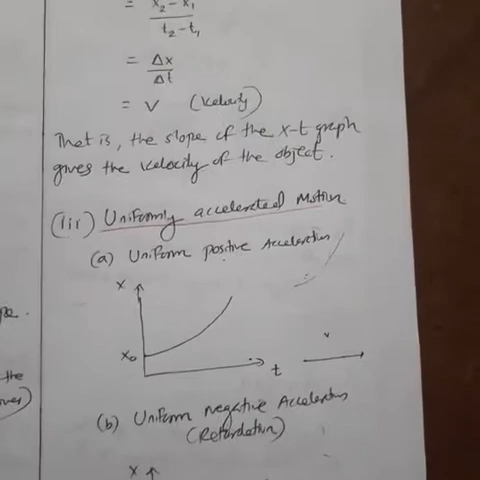 = x₂ - x₁
t₂ - t₁
= Δx
Δt
= v (Velocity)
That is, the slope of the x-t graph
gives the velocity of the object.
(iii) Uniformly accelerated Motion
(a) Uniform positive Acceleration
x
x₀
t
v
the
(b) Uniform negative Acceleration
(Retardation)
x